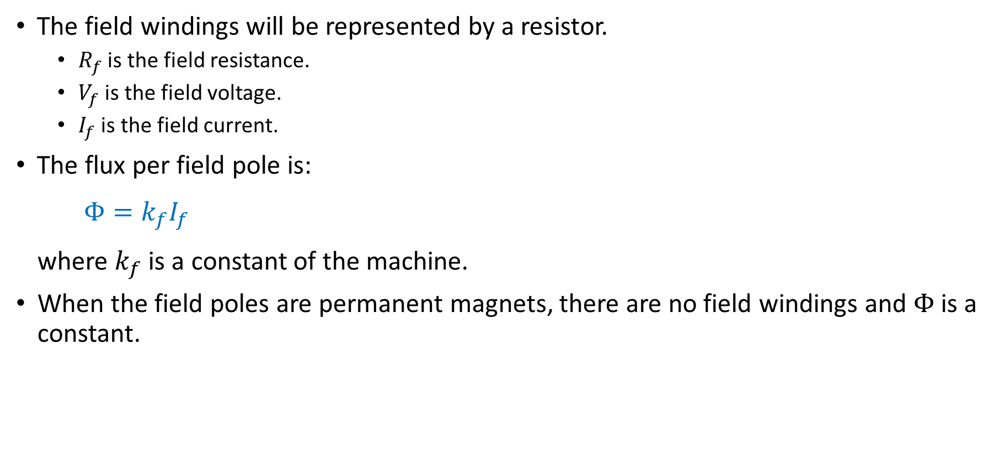 • The field windings will be represented by a resistor.
• R_f is the field resistance.
• V_f is the field voltage.
• I_f is the field current.
• The flux per field pole is:
Φ = k_f I_f
where k_f is a constant of the machine.
• When the field poles are permanent magnets, there are no field windings and Φ is a
constant.